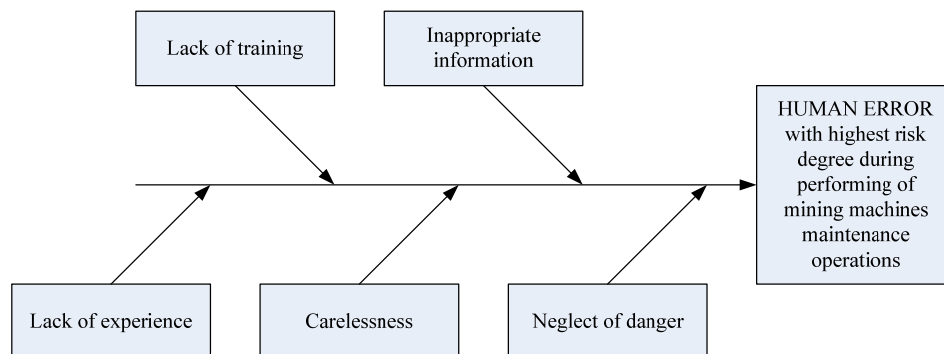 Lack of training
Inappropriate
information
HUMAN ERROR
with highest risk
degree during
performing of
mining machines
maintenance
operations
Lack of experience
Carelessness
Neglect of danger